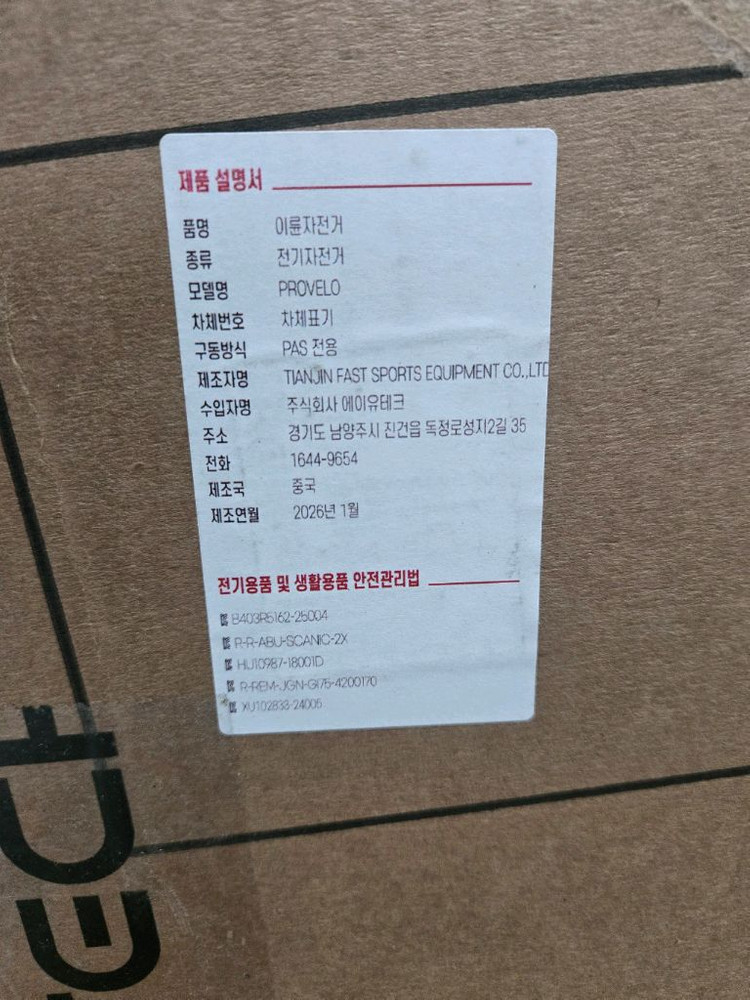 제품 설명서
품명 이륜자전거
종류 전기자전거
모델명 PROVELO
차체번호 차체표기
구동방식 PAS 전용
제조자명 TIANJIN FAST SPORTS EQUIPMENT CO.,LTD
수입자명 주식회사 에이유테크
주소 경기도 남양주시 진건읍 독정로성지2길 35
전화 1644-9654
제조국 중국
제조연월 2026년 1월
전기용품 및 생활용품 안전관리법
B403R5162-25004
R-R-ABU-SCANIC-2X
HU10987-18001D
R-REM-JGN-GI75-4200170
XU102833-24005